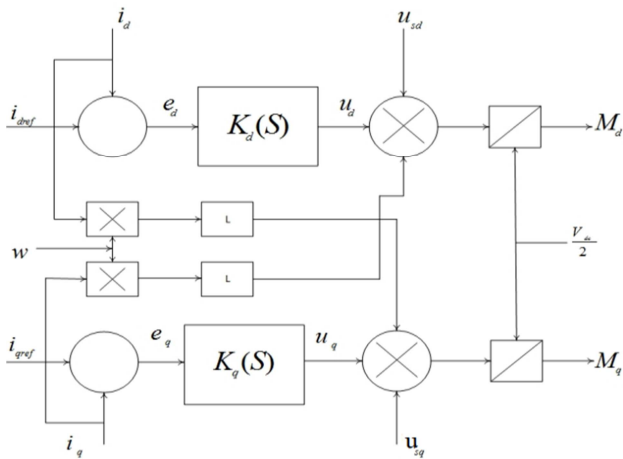 i_d
u_sd
i_dref
e_d
K_d(S)
u_d
M_d
L
w
V_dc
2
L
i_qref
e_q
K_q(S)
u_q
M_q
i_q
u_sq